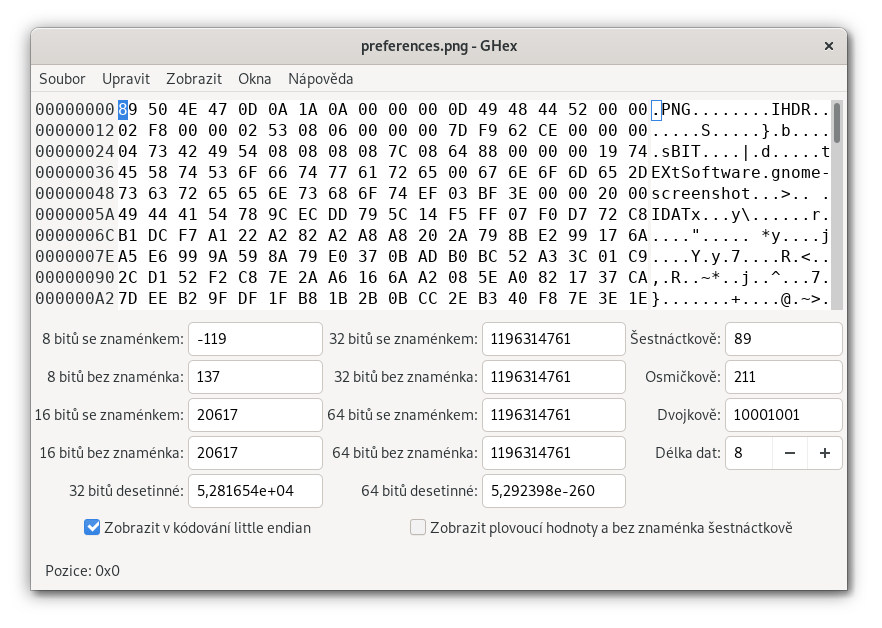 preferences.png - GHex
×
Soubor Upravit Zobrazit Okna Nápověda
00000000 89 50 4E 47 0D 0A 1A 0A 00 00 00 0D 49 48 44 52 00 00 .PNG........IHDR..
00000012 02 F8 00 00 02 53 08 06 00 00 00 7D F9 62 CE 00 00 00 .....S.....}.b....
00000024 04 73 42 49 54 08 08 08 08 7C 08 64 88 00 00 00 19 74 .sBIT....|.d.....t
00000036 45 58 74 53 6F 66 74 77 61 72 65 00 67 6E 6F 6D 65 2D EXtSoftware.gnome-
00000048 73 63 72 65 65 6E 73 68 6F 74 EF 03 BF 3E 00 00 20 00 screenshot...>.. .
0000005A 49 44 41 54 78 9C EC DD 79 5C 14 F5 FF 07 F0 D7 72 C8 IDATx...y\......r.
0000006C B1 DC F7 A1 22 A2 82 A2 A8 A8 20 2A 79 8B E2 99 17 6A ...."..... *y....j
0000007E A5 E6 99 9A 59 8A 79 E0 37 0B AD B0 BC 52 A3 3C 01 C9 ....Y.y.7....R.<..
00000090 2C D1 52 F2 C8 7E 2A A6 16 6A A2 08 5E A0 82 17 37 CA ,.R..~*..j..^...7.
000000A2 7D EE B2 9F DF 1F B8 1B 2B 0B CC 2E B3 40 F8 7E 3E 1E }.......+....@.~>.
8 bitů se znaménkem: -119 32 bitů se znaménkem: 1196314761 Šestnáctkově: 89
8 bitů bez znaménka: 137 32 bitů bez znaménka: 1196314761 Osmičkově: 211
16 bitů se znaménkem: 20617 64 bitů se znaménkem: 1196314761 Dvojkově: 10001001
16 bitů bez znaménka: 20617 64 bitů bez znaménka: 1196314761 Délka dat: 8 − +
32 bitů desetinné: 5,281654e+04 64 bitů desetinné: 5,292398e-260
Zobrazit v kódování little endian Zobrazit plovoucí hodnoty a bez znaménka šestnáctkově
Pozice: 0x0